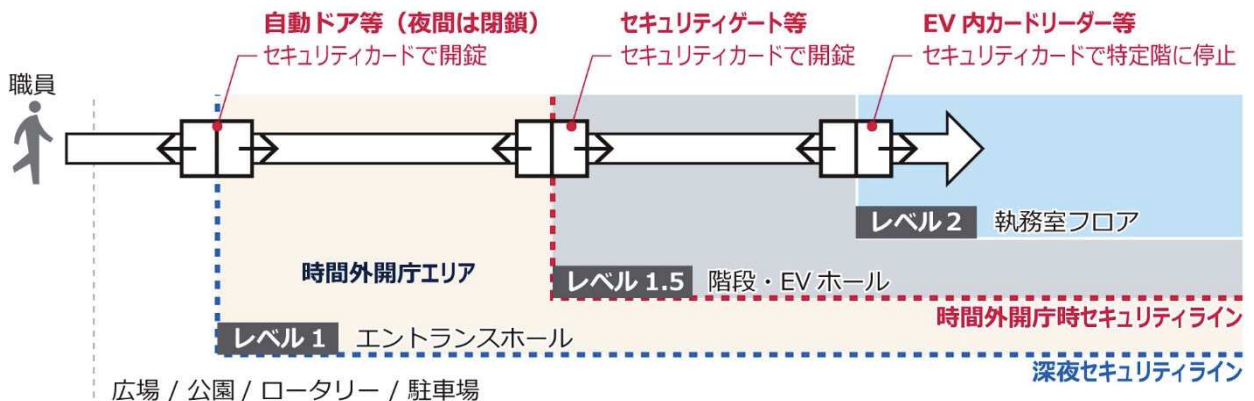 自動ドア等（夜間は閉鎖）
セキュリティカードで開錠
セキュリティゲート等
セキュリティカードで開錠
EV 内カードリーダー等
セキュリティカードで特定階に停止
職員
レベル 2 執務室フロア
時間外開庁エリア
レベル 1.5 階段・EV ホール
時間外開庁時セキュリティライン
レベル 1 エントランスホール
深夜セキュリティライン
広場 / 公園 / ロータリー / 駐車場